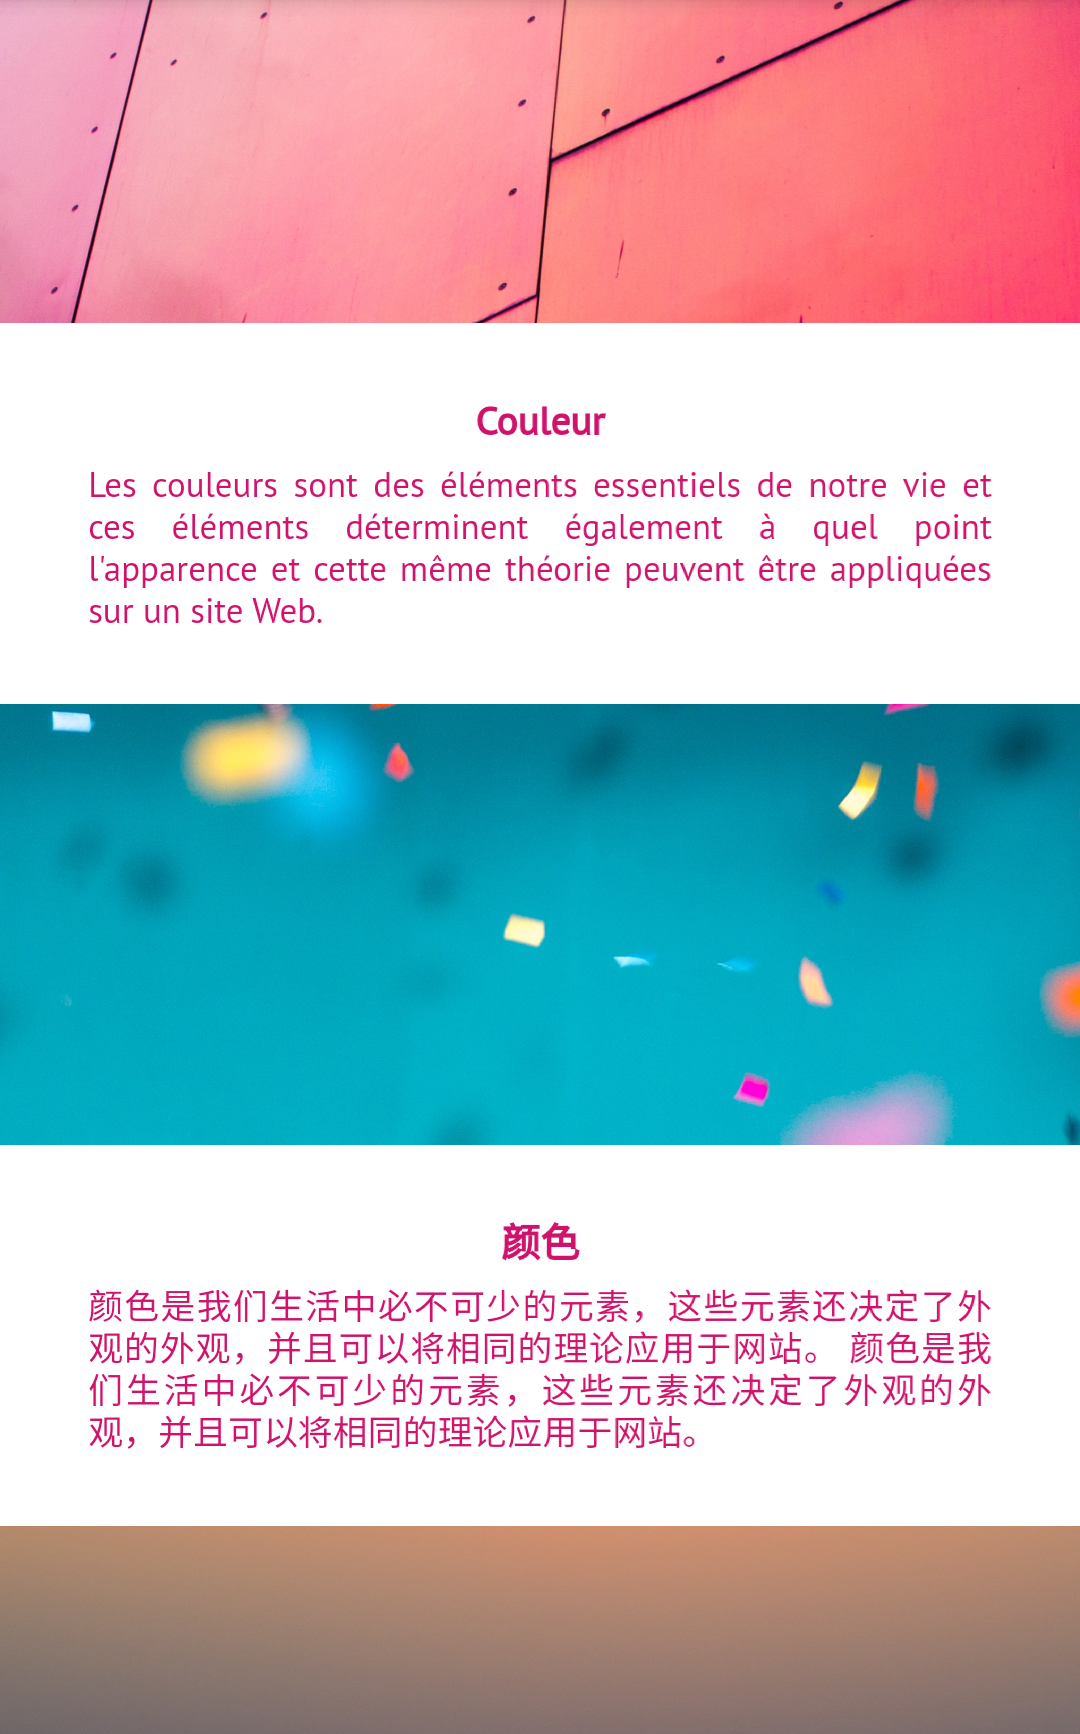 Couleur
Les couleurs sont des éléments essentiels de notre vie et
ces éléments déterminent également à quel point
l'apparence et cette même théorie peuvent être appliquées
sur un site Web.
颜色
颜色是我们生活中必不可少的元素，这些元素还决定了外
观的外观，并且可以将相同的理论应用于网站。 颜色是我
们生活中必不可少的元素，这些元素还决定了外观的外
观，并且可以将相同的理论应用于网站。